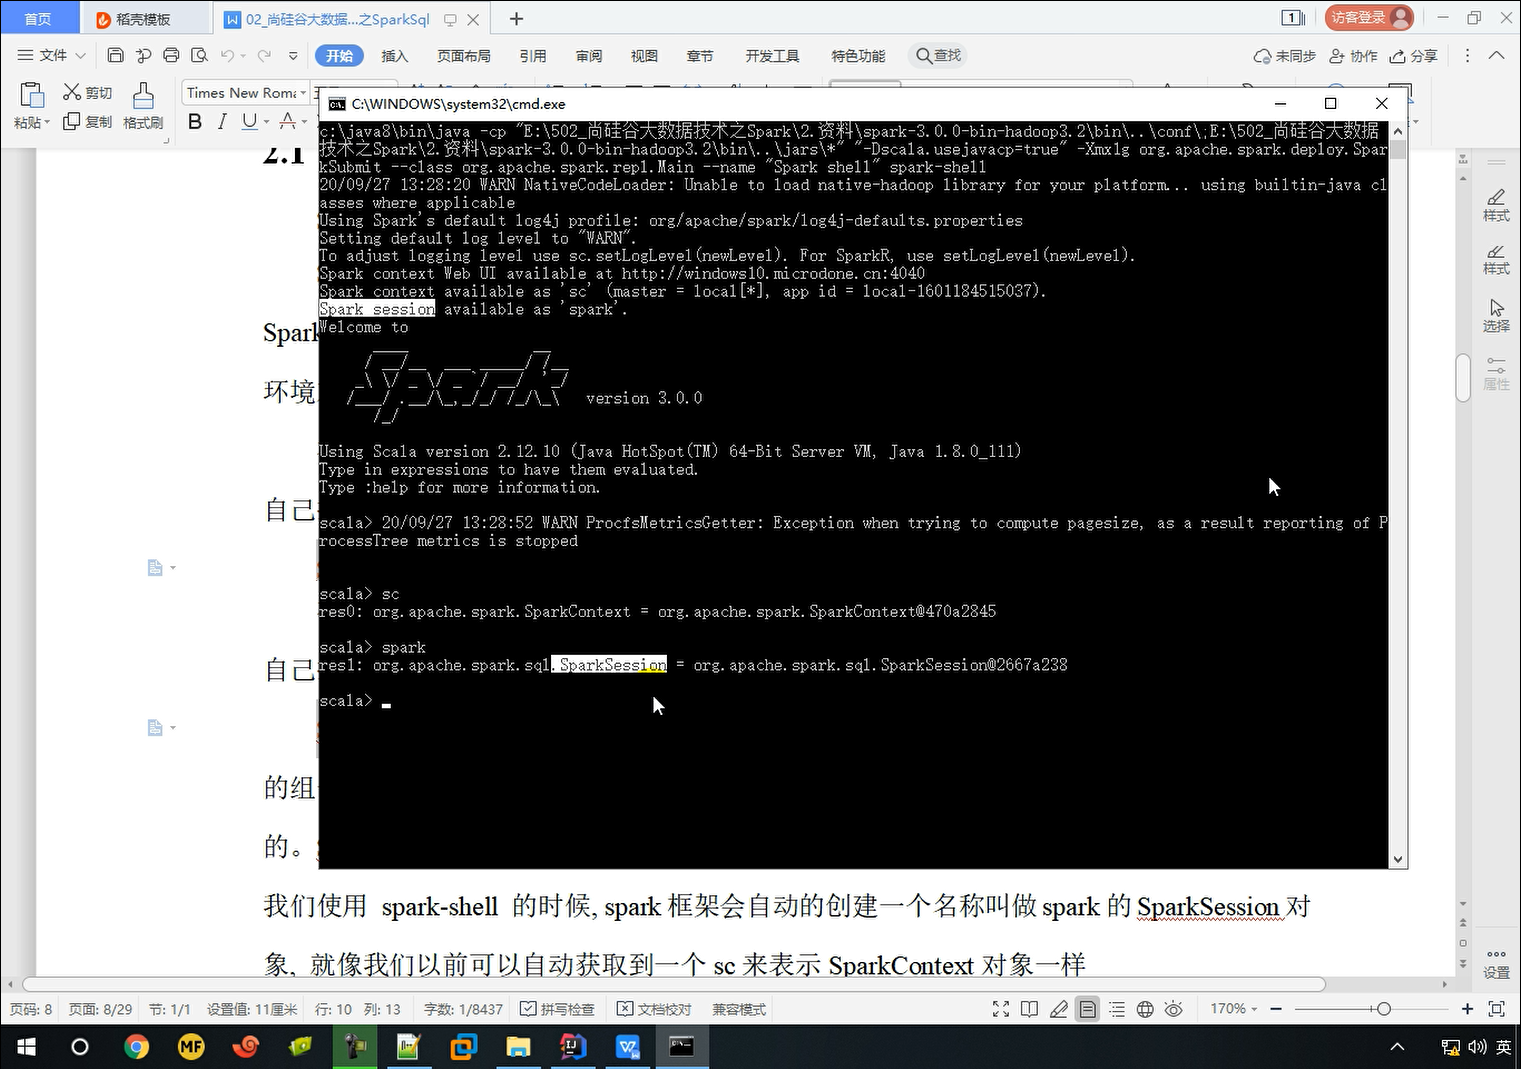 首页
稻壳模板
02_尚硅谷大数据...之SparkSql
访客登录
文件
开始
插入
页面布局
引用
审阅
视图
章节
开发工具
特色功能
查找
未同步
协作
分享
粘贴
剪切
复制
格式刷
Times New Roma
B I U A
C:\WINDOWS\system32\cmd.exe
2.1
c:\java8\bin\java -cp "E:\502_尚硅谷大数据技术之Spark\2.资料\spark-3.0.0-bin-hadoop3.2\bin\..\conf\;E:\502_尚硅谷大数据
技术之Spark\2.资料\spark-3.0.0-bin-hadoop3.2\bin\..\jars\*" "-Dscala.usejavacp=true" -Xmx1g org.apache.spark.deploy.Spar
kSubmit --class org.apache.spark.repl.Main --name "Spark shell" spark-shell
20/09/27 13:28:20 WARN NativeCodeLoader: Unable to load native-hadoop library for your platform... using builtin-java cl
asses where applicable
Using Spark's default log4j profile: org/apache/spark/log4j-defaults.properties
Setting default log level to "WARN".
To adjust logging level use sc.setLogLevel(newLevel). For SparkR, use setLogLevel(newLevel).
Spark context Web UI available at http://windows10.microdone.cn:4040
Spark context available as 'sc' (master = local[*], app id = local-1601184515037).
Spark session available as 'spark'.
Welcome to
Spark
version 3.0.0
Using Scala version 2.12.10 (Java HotSpot(TM) 64-Bit Server VM, Java 1.8.0_111)
Type in expressions to have them evaluated.
Type :help for more information.
scala> 20/09/27 13:28:52 WARN ProcfsMetricsGetter: Exception when trying to compute pagesize, as a result reporting of P
rocessTree metrics is stopped
scala> sc
res0: org.apache.spark.SparkContext = org.apache.spark.SparkContext@470a2845
scala> spark
res1: org.apache.spark.sql.SparkSession = org.apache.spark.sql.SparkSession@2667a238
scala>
Spark
环境
自己
自己
的组
的。
我们使用 spark-shell 的时候, spark 框架会自动的创建一个名称叫做 spark 的 SparkSession 对
象, 就像我们以前可以自动获取到一个 sc 来表示 SparkContext 对象一样
样式
样式
选择
属性
设置
页码: 8
页面: 8/29
节: 1/1
设置值: 11厘米
行: 10
列: 13
字数: 1/8437
拼写检查
文档校对
兼容模式
170%
MF
英